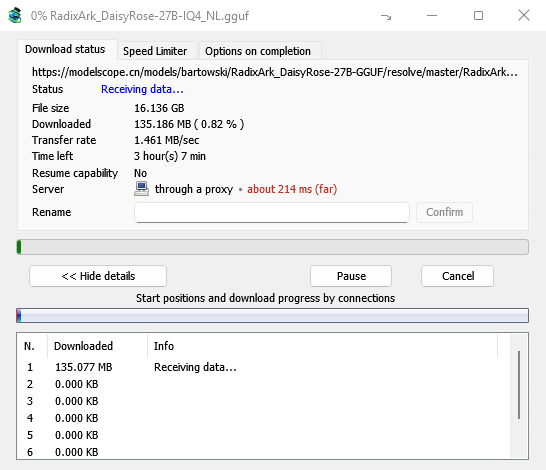 0% RadixArk_DaisyRose-27B-IQ4_NL.gguf
Download status Speed Limiter Options on completion
https://modelscope.cn/models/bartowski/RadixArk_DaisyRose-27B-GGUF/resolve/master/RadixArk...
Status Receiving data...
File size 16.136 GB
Downloaded 135.186 MB ( 0.82 % )
Transfer rate 1.461 MB/sec
Time left 3 hour(s) 7 min
Resume capability No
Server through a proxy • about 214 ms (far)
Rename Confirm
<< Hide details Pause Cancel
Start positions and download progress by connections
N. Downloaded Info
1 135.077 MB Receiving data...
2 0.000 KB
3 0.000 KB
4 0.000 KB
5 0.000 KB
6 0.000 KB